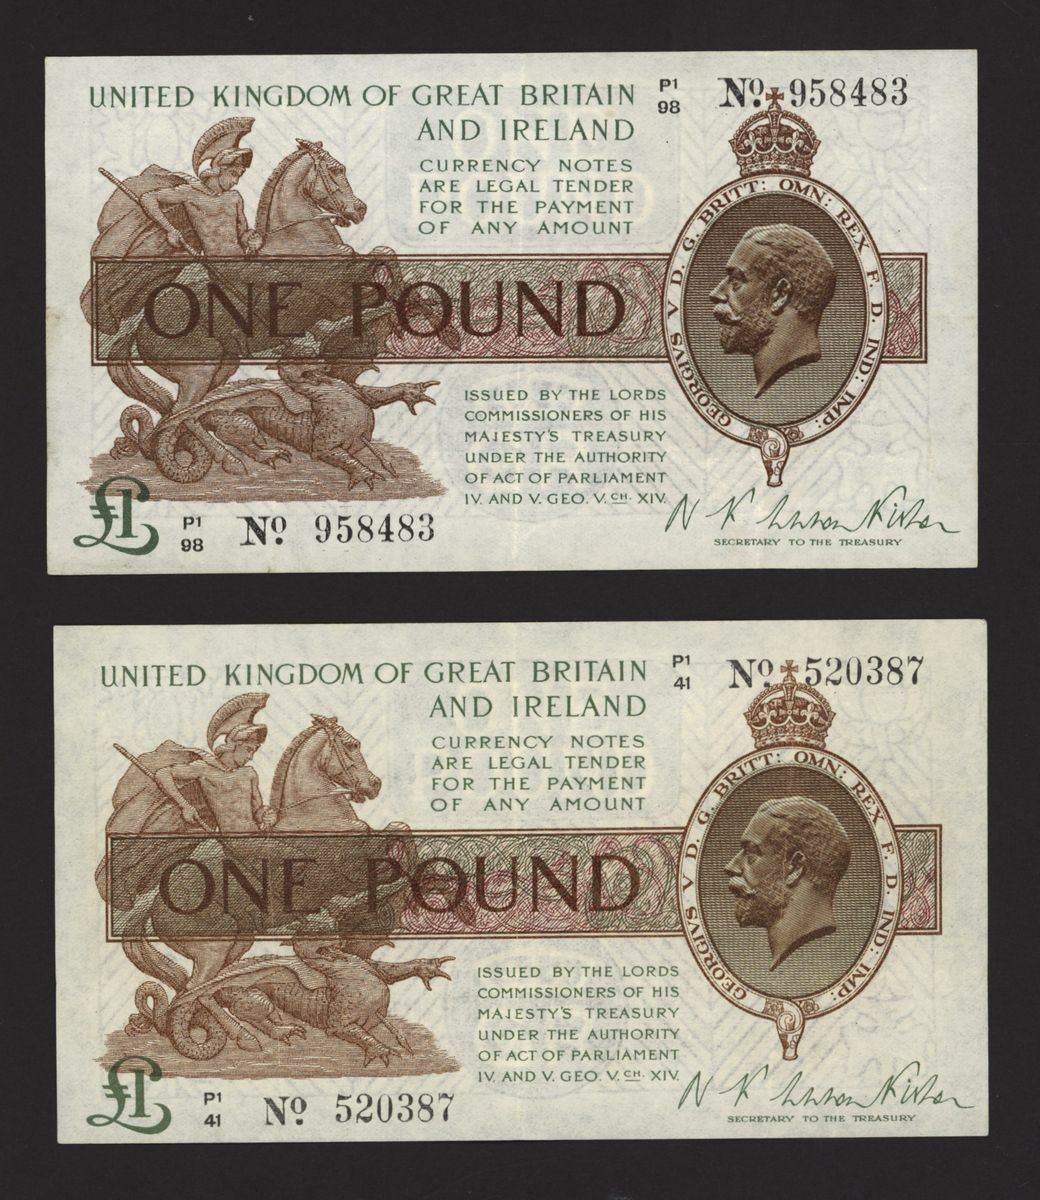 UNITED KINGDOM OF GREAT BRITAIN
AND IRELAND
P1
98
Nº 958483
CURRENCY NOTES
ARE LEGAL TENDER
FOR THE PAYMENT
OF ANY AMOUNT
ONE POUND
GEORGIVS V D. G. BRITT: OMN: REX F. D. IND: IMP:
ISSUED BY THE LORDS
COMMISSIONERS OF HIS
MAJESTY'S TREASURY
UNDER THE AUTHORITY
OF ACT OF PARLIAMENT
IV. AND V. GEO. V. CH. XIV.
£1
P1
98
Nº 958483
SECRETARY TO THE TREASURY
UNITED KINGDOM OF GREAT BRITAIN
AND IRELAND
P1
41
Nº 520387
CURRENCY NOTES
ARE LEGAL TENDER
FOR THE PAYMENT
OF ANY AMOUNT
ONE POUND
GEORGIVS V D. G. BRITT: OMN: REX F. D. IND: IMP:
ISSUED BY THE LORDS
COMMISSIONERS OF HIS
MAJESTY'S TREASURY
UNDER THE AUTHORITY
OF ACT OF PARLIAMENT
IV. AND V. GEO. V. CH. XIV.
£1
P1
41
Nº 520387
SECRETARY TO THE TREASURY